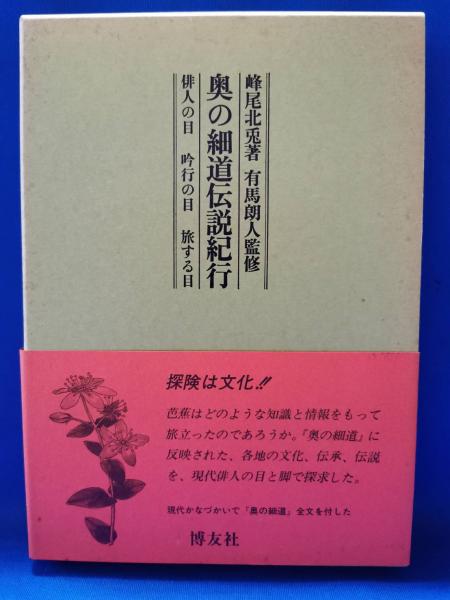 峰尾北兎著 有馬朗人監修
奥の細道伝説紀行
俳人の目 吟行の目 旅する目
探険は文化!!
芭蕉はどのような知識と情報をもって
旅立ったのであろうか。『奥の細道』に
反映された、各地の文化、伝承、伝説
を、現代俳人の目と脚で探求した。
現代かなづかいで『奥の細道』全文を付した
博友社